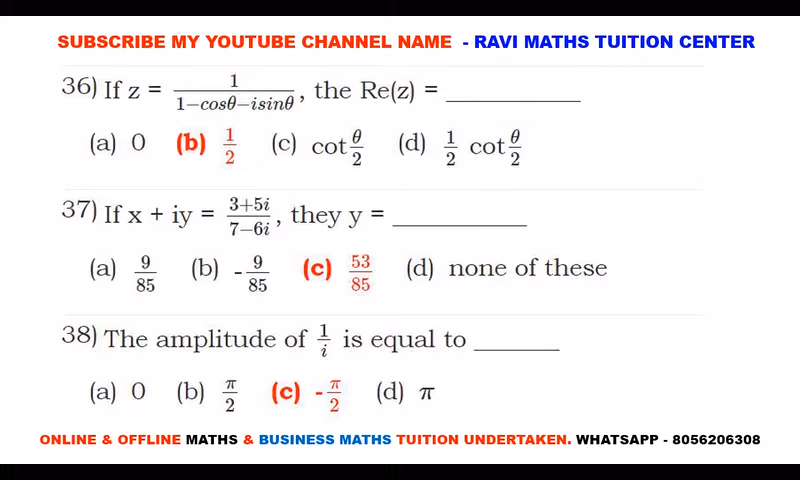 SUBSCRIBE MY YOUTUBE CHANNEL NAME - RAVI MATHS TUITION CENTER
36) If z = 1/(1−cosθ−isinθ), the Re(z) = __________
(a) 0 (b) 1/2 (c) cot θ/2 (d) 1/2 cot θ/2
37) If x + iy = (3+5i)/(7−6i), they y = __________
(a) 9/85 (b) -9/85 (c) 53/85 (d) none of these
38) The amplitude of 1/i is equal to ______
(a) 0 (b) π/2 (c) -π/2 (d) π
ONLINE & OFFLINE MATHS & BUSINESS MATHS TUITION UNDERTAKEN. WHATSAPP - 8056206308